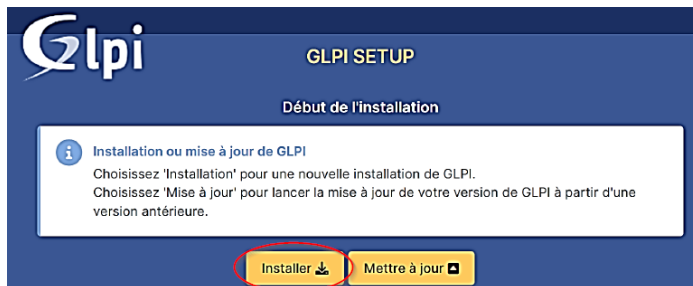 Glpi
GLPI SETUP
Début de l'installation
Installation ou mise à jour de GLPI
Choisissez 'Installation' pour une nouvelle installation de GLPI.
Choisissez 'Mise à jour' pour lancer la mise à jour de votre version de GLPI à partir d'une
version antérieure.
Installer Mettre à jour